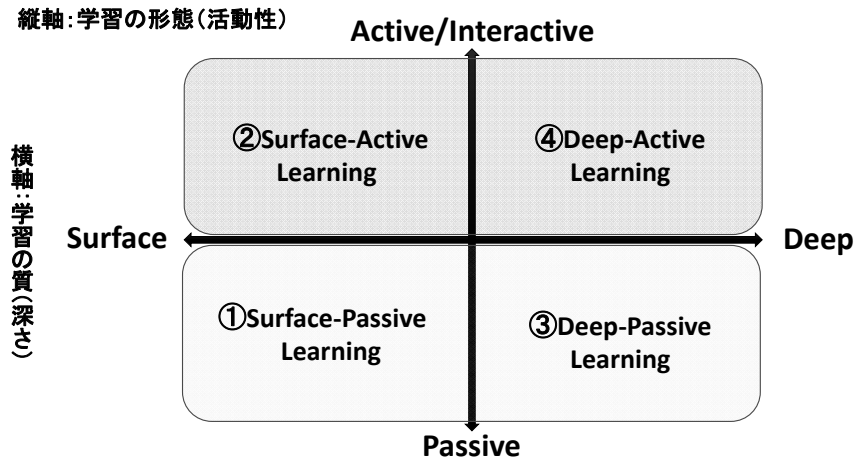 縦軸:学習の形態(活動性)
Active/Interactive
②Surface-Active
Learning
④Deep-Active
Learning
横軸:学習の質(深さ)
Surface
Deep
①Surface-Passive
Learning
③Deep-Passive
Learning
Passive